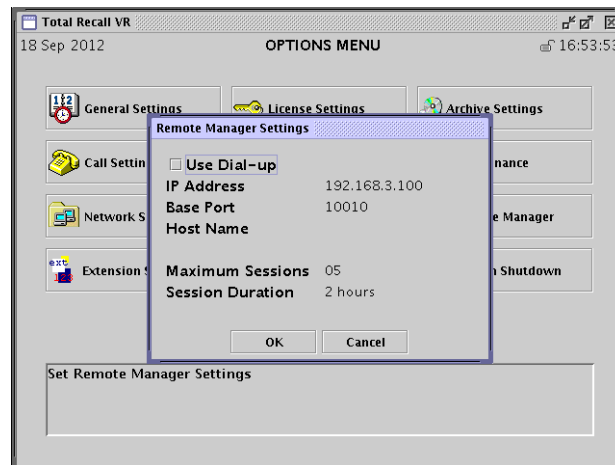 Total Recall VR
18 Sep 2012 OPTIONS MENU 16:53:53
General Settings License Settings Archive Settings
Remote Manager Settings
Use Dial-up
Call Settin nance
IP Address 192.168.3.100
Base Port 10010
Network S e Manager
Host Name
Extension S Maximum Sessions 05 Shutdown
Session Duration 2 hours
OK Cancel
Set Remote Manager Settings